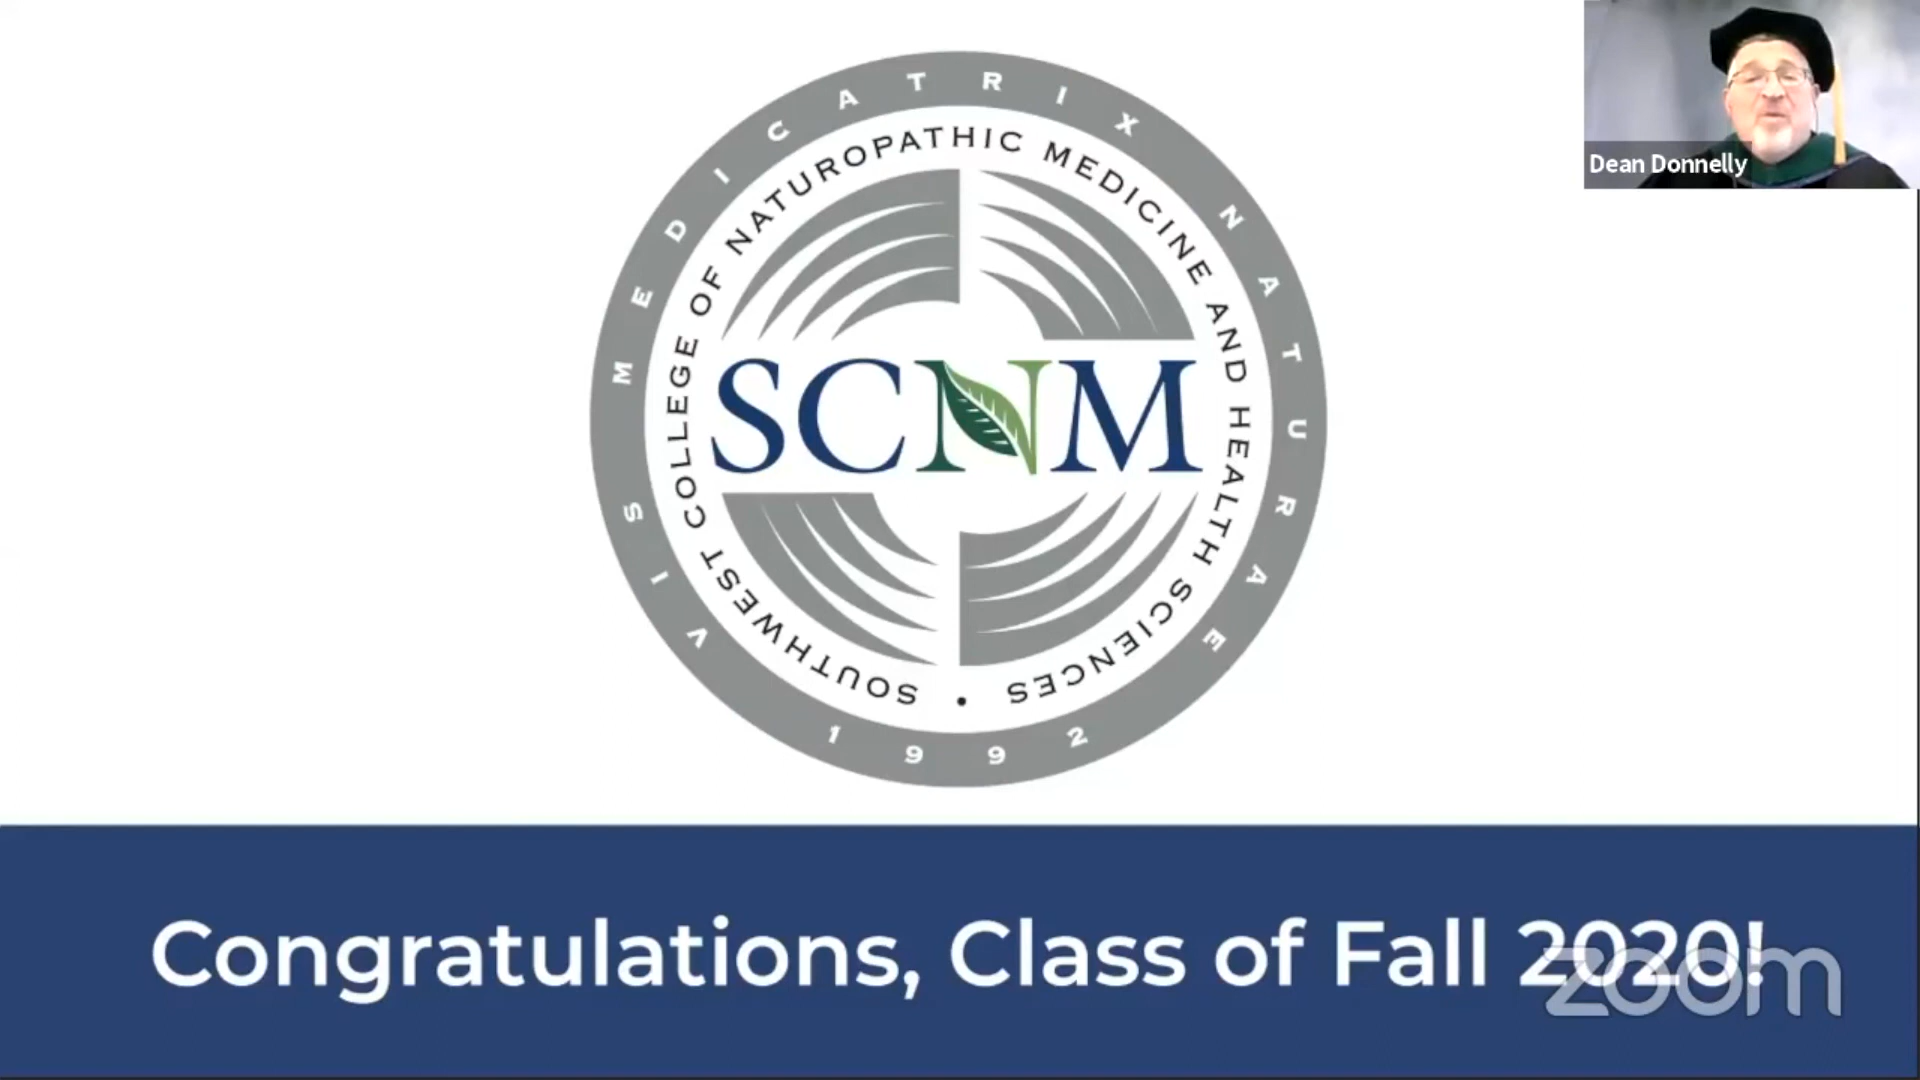 VIS MEDICATRIX NATURAE
SOUTHWEST COLLEGE OF NATUROPATHIC MEDICINE AND HEALTH SCIENCES •
SCNM
1992
Dean Donnelly
Congratulations, Class of Fall 2020!
zoom